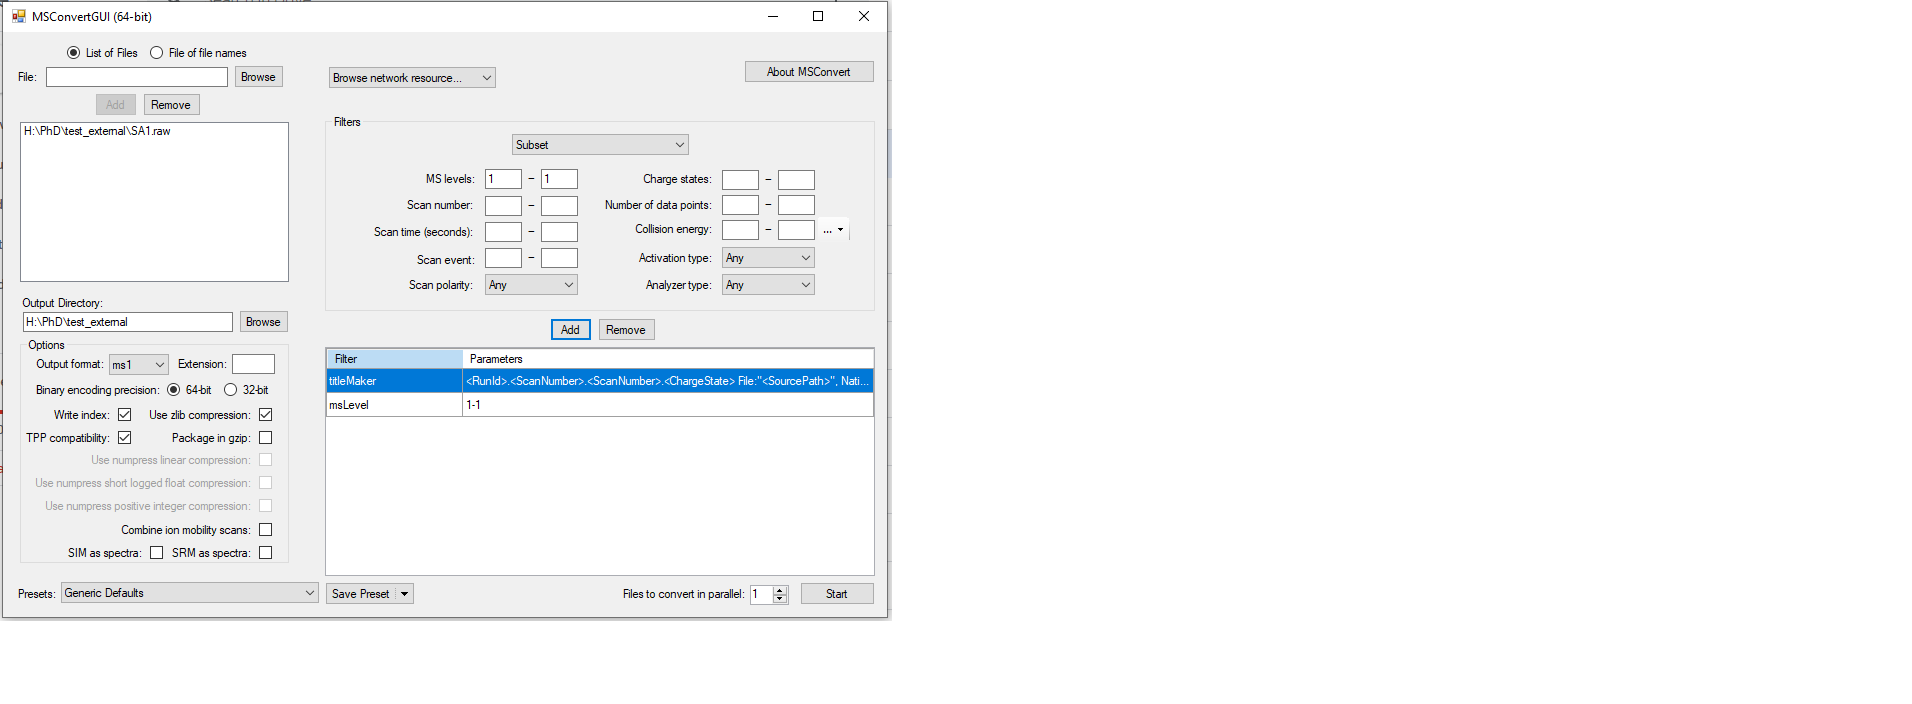 MSConvertGUI (64-bit)
List of Files
File of file names
File:
Browse
Browse network resource...
About MSConvert
Add
Remove
H:\PhD\test_external\SA1.raw
Filters
Subset
MS levels: 1 – 1
Charge states: –
Scan number: –
Number of data points: –
Scan time (seconds): –
Collision energy: – ...
Scan event: –
Activation type: Any
Scan polarity: Any
Analyzer type: Any
Output Directory:
H:\PhD\test_external
Browse
Add
Remove
Options
Output format: ms1
Extension:
Binary encoding precision: 64-bit 32-bit
Write index:
Use zlib compression:
TPP compatibility:
Package in gzip:
Use numpress linear compression:
Use numpress short logged float compression:
Use numpress positive integer compression:
Combine ion mobility scans:
SIM as spectra:
SRM as spectra:
Filter Parameters
titleMaker <RunId>.<ScanNumber>.<ScanNumber>.<ChargeState> File:"<SourcePath>", Nati...
msLevel 1-1
Presets: Generic Defaults
Save Preset
Files to convert in parallel: 1
Start